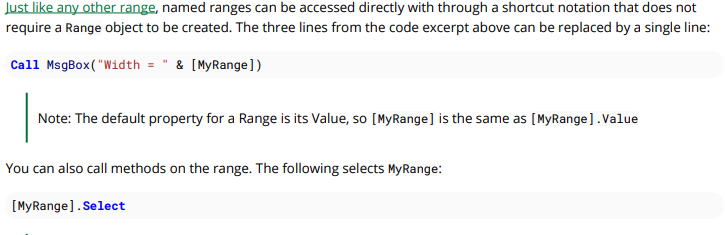 Just like any other range, named ranges can be accessed directly with through a shortcut notation that does not
require a Range object to be created. The three lines from the code excerpt above can be replaced by a single line:
Call MsgBox("Width = " & [MyRange])
Note: The default property for a Range is its Value, so [MyRange] is the same as [MyRange].Value
You can also call methods on the range. The following selects MyRange:
[MyRange].Select